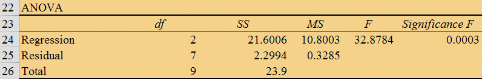 22 ANOVA
23 df SS MS F Significance F
24 Regression 2 21.6006 10.8003 32.8784 0.0003
25 Residual 7 2.2994 0.3285
26 Total 9 23.9